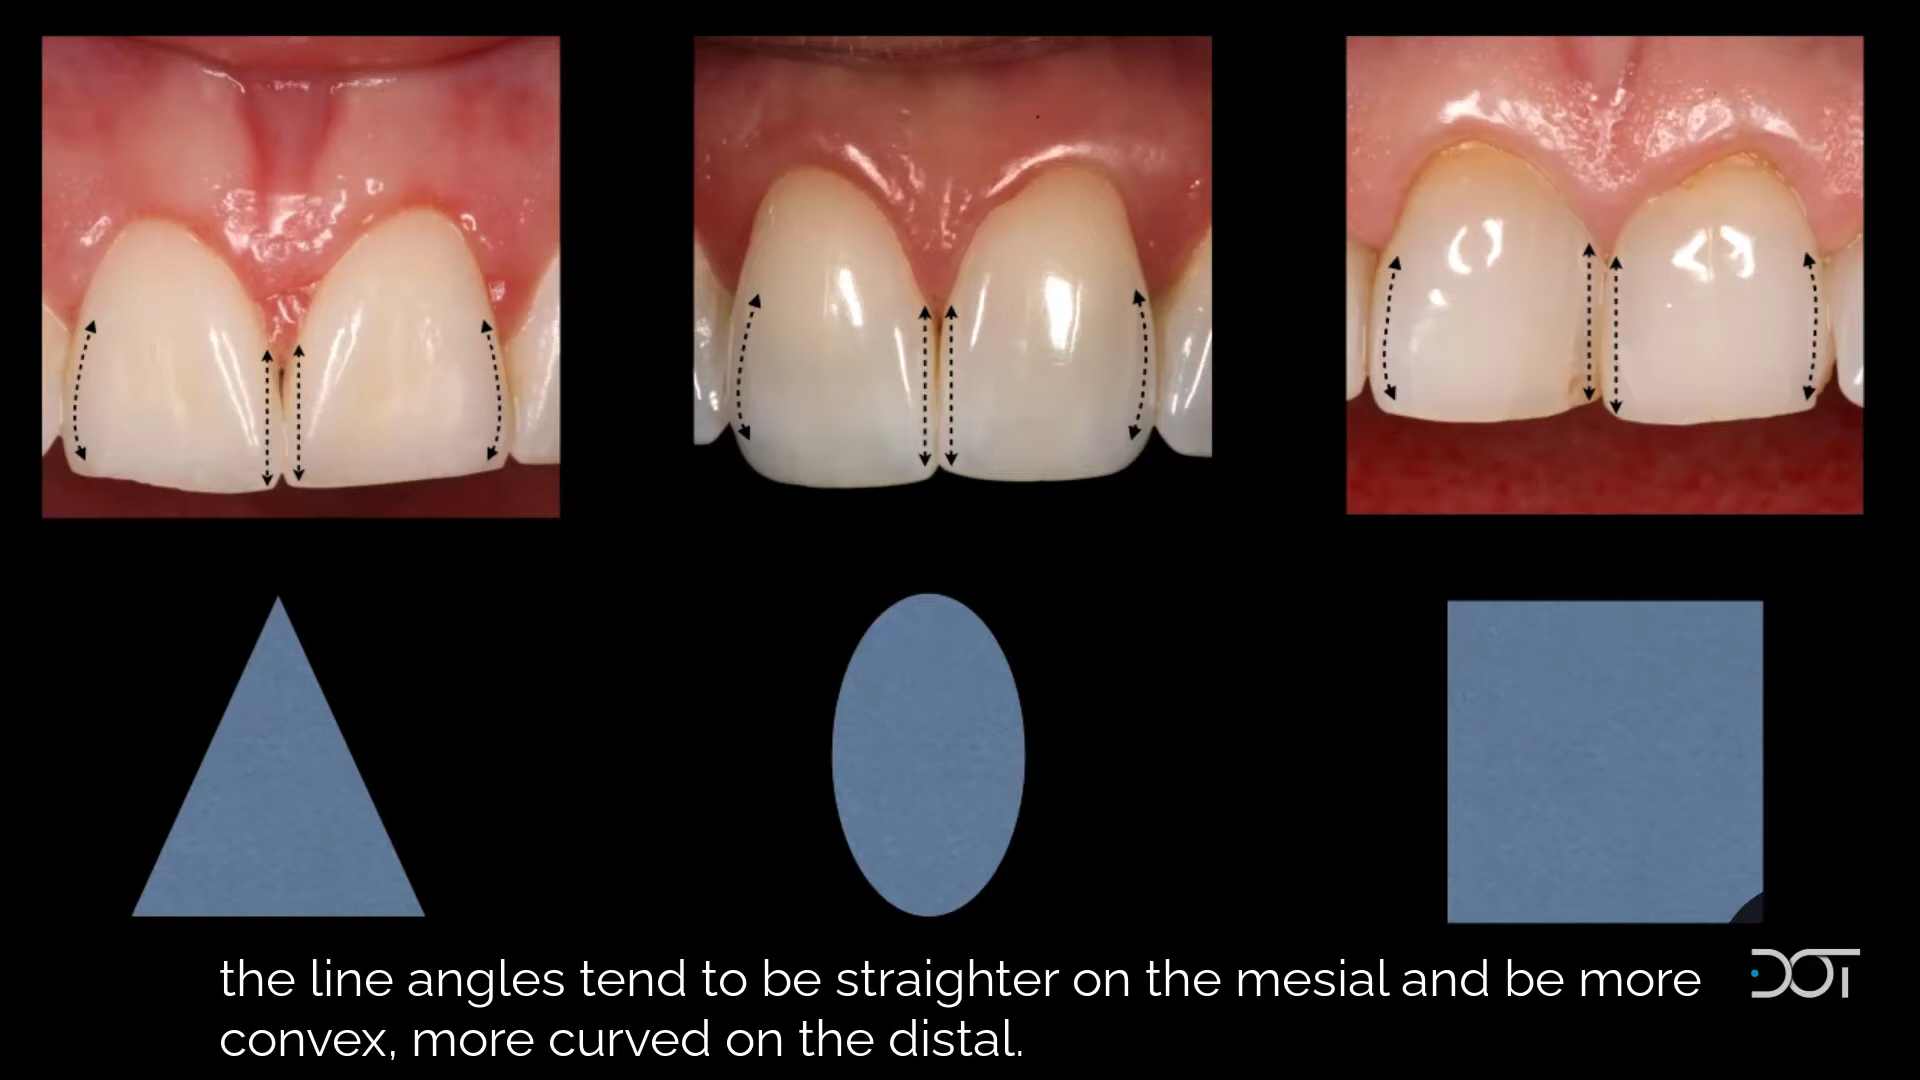 the line angles tend to be straighter on the mesial and be more
convex, more curved on the distal.
DOT